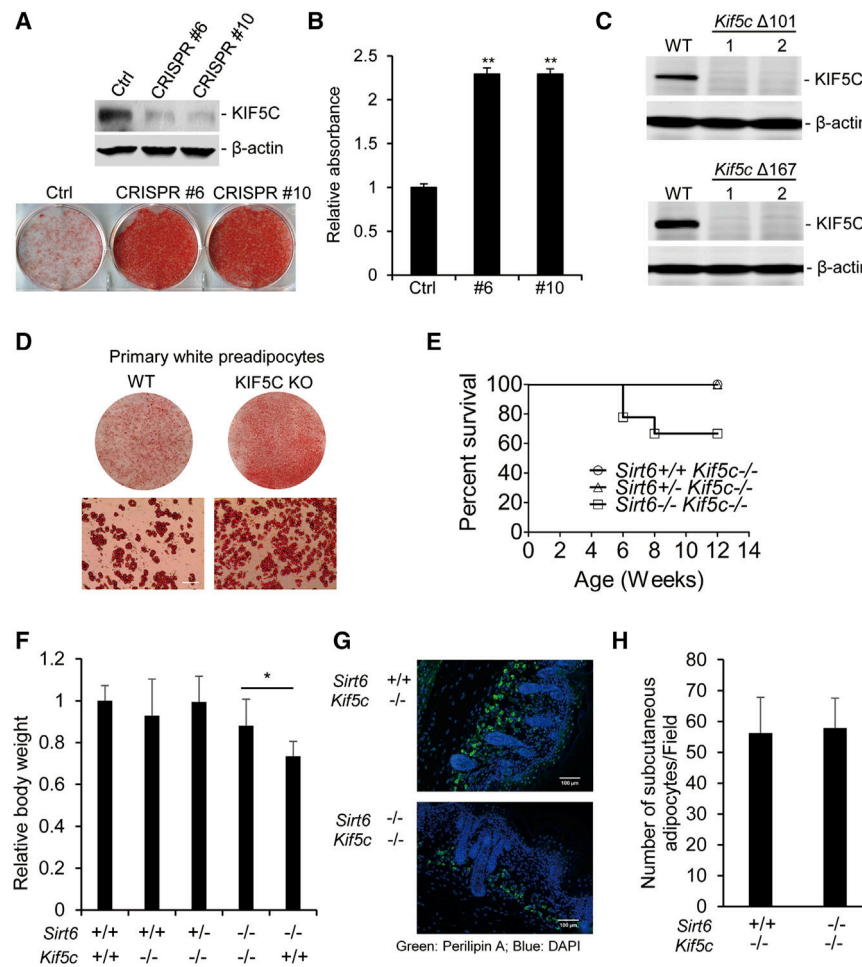 A
Ctrl
CRISPR #6
CRISPR #10
- KIF5C
- β-actin
Ctrl CRISPR #6 CRISPR #10
B
Relative absorbance
2.5
2
1.5
1
0.5
0
** **
Ctrl #6 #10
C
Kif5c Δ101
WT 1 2
- KIF5C
- β-actin
Kif5c Δ167
WT 1 2
- KIF5C
- β-actin
D
Primary white preadipocytes
WT KIF5C KO
E
Percent survival
100
80
60
40
20
0
Sirt6+/+ Kif5c-/-
Sirt6+/- Kif5c-/-
Sirt6-/- Kif5c-/-
0 2 4 6 8 10 12 14
Age (Weeks)
F
Relative body weight
1.2
1
0.8
0.6
0.4
0.2
0
*
Sirt6 +/+ +/+ +/- -/- -/-
Kif5c +/+ -/- -/- -/- +/+
G
Sirt6 +/+
Kif5c -/-
100 μm
Sirt6 -/-
Kif5c -/-
100 μm
Green: Perilipin A; Blue: DAPI
H
Number of subcutaneous
adipocytes/Field
80
70
60
50
40
30
20
10
0
Sirt6 +/+ -/-
Kif5c -/- -/-